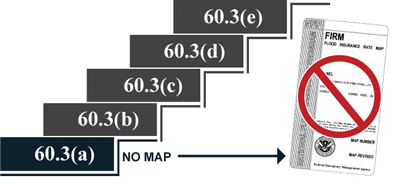 60.3(e)
60.3(d)
60.3(c)
60.3(b)
60.3(a)
NO MAP
FIRM
FLOOD INSURANCE RATE MAP
MAP NUMBER
MAP REVISED
Federal Emergency Management Agency